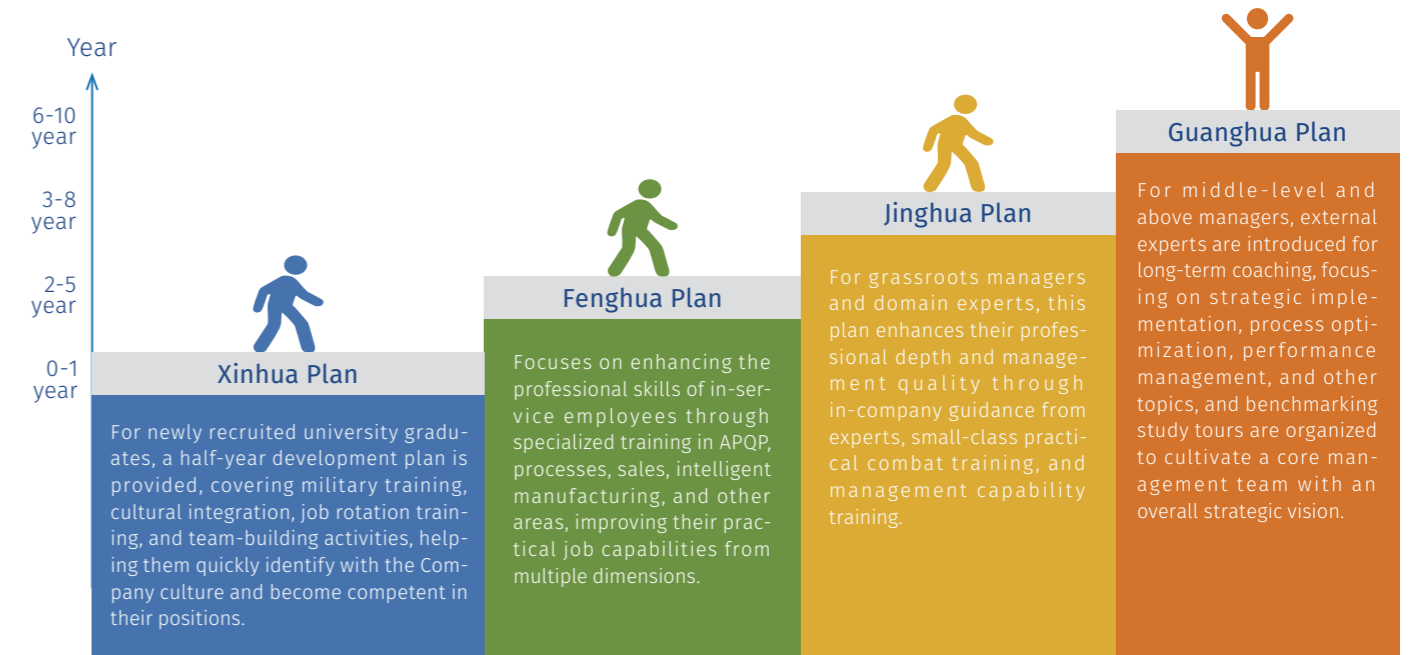 Year
6-10
year
3-8
year
2-5
year
0-1
year
Xinhua Plan
For newly recruited university gradu-
ates, a half-year development plan is
provided, covering military training,
cultural integration, job rotation train-
ing, and team-building activities, help-
ing them quickly identify with the Com-
pany culture and become competent in
their positions.
Fenghua Plan
Focuses on enhancing the
professional skills of in-ser-
vice employees through
specialized training in APQP,
processes, sales, intelligent
manufacturing, and other
areas, improving their prac-
tical job capabilities from
multiple dimensions.
Jinghua Plan
For grassroots managers
and domain experts, this
plan enhances their profes-
sional depth and manage-
ment quality through
in-company guidance from
experts, small-class practi-
cal combat training, and
management capability
training.
Guanghua Plan
For middle-level and
above managers, external
experts are introduced for
long-term coaching, focus-
ing on strategic imple-
mentation, process opti-
mization, performance
management, and other
topics, and benchmarking
study tours are organized
to cultivate a core man-
agement team with an
overall strategic vision.